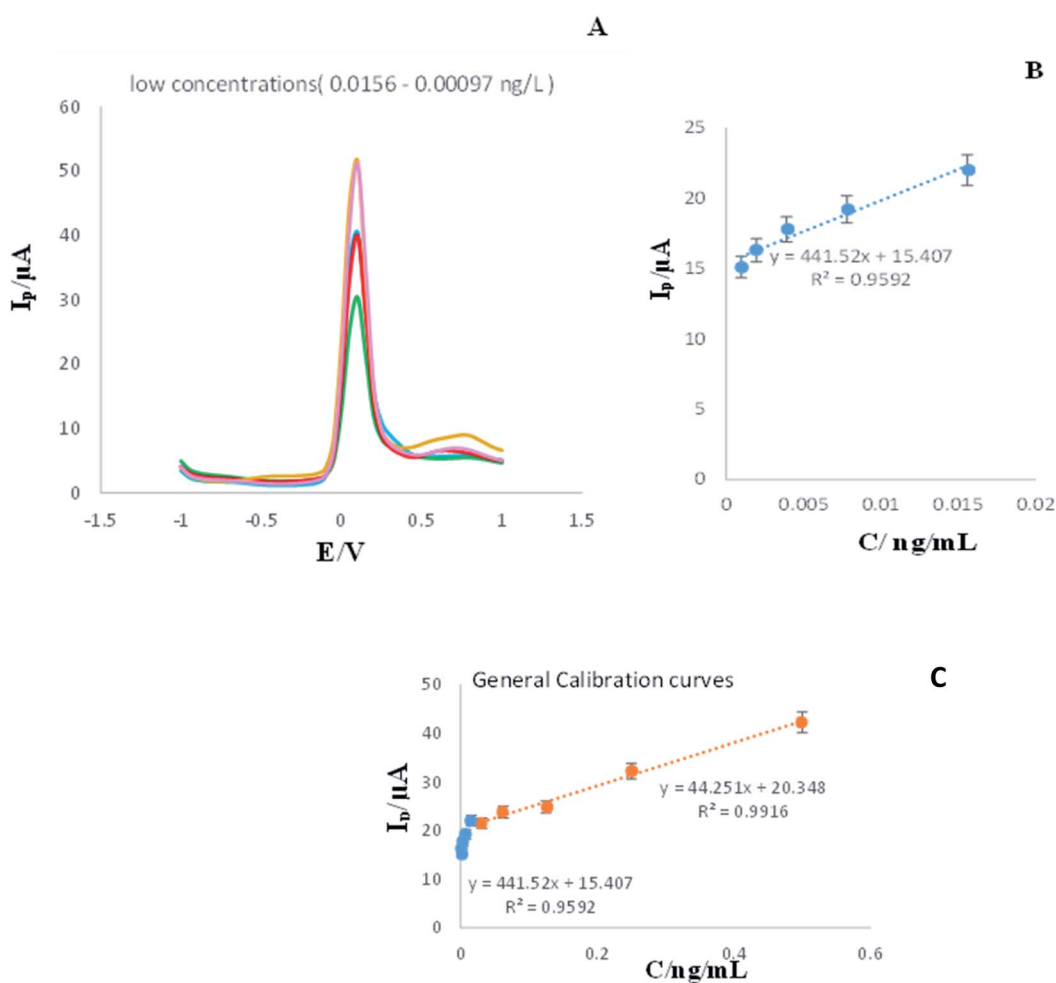 A
low concentrations( 0.0156 - 0.00097 ng/L )
60
50
40
30
20
10
0
-1.5 -1 -0.5 0 0.5 1 1.5
Ip/µA
E/V
B
25
20
15
10
5
0
0 0.005 0.01 0.015 0.02
Ip/µA
y = 441.52x + 15.407
R² = 0.9592
C/ ng/mL
C
General Calibration curves
50
40
30
20
10
0
0 0.2 0.4 0.6
Ip/µA
y = 44.251x + 20.348
R² = 0.9916
y = 441.52x + 15.407
R² = 0.9592
C/ng/mL